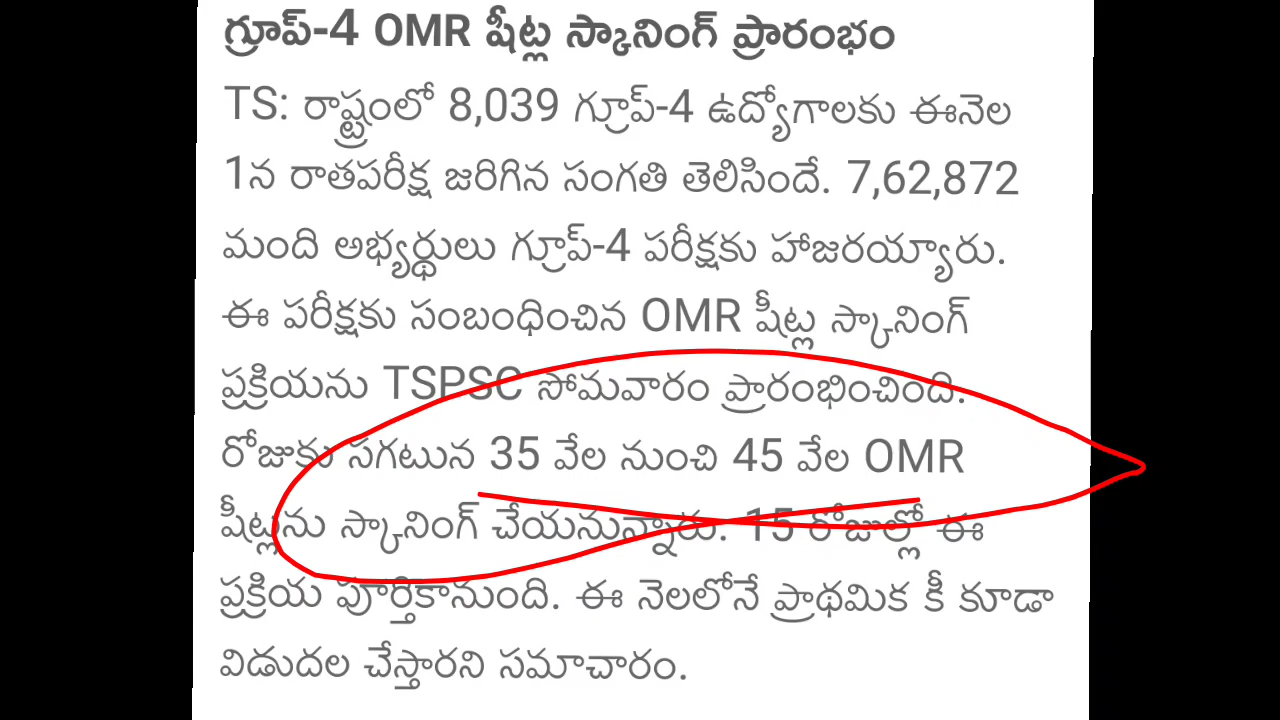 గ్రూప్-4 OMR షీట్ల స్కానింగ్ ప్రారంభం
TS: రాష్ట్రంలో 8,039 గ్రూప్-4 ఉద్యోగాలకు ఈనెల
1న రాతపరీక్ష జరిగిన సంగతి తెలిసిందే. 7,62,872
మంది అభ్యర్థులు గ్రూప్-4 పరీక్షకు హాజరయ్యారు.
ఈ పరీక్షకు సంబంధించిన OMR షీట్ల స్కానింగ్
ప్రక్రియను TSPSC సోమవారం ప్రారంభించింది.
రోజుకు సగటున 35 వేల నుంచి 45 వేల OMR
షీట్లను స్కానింగ్ చేయనున్నారు. 15 రోజుల్లో ఈ
ప్రక్రియ పూర్తికానుంది. ఈ నెలలోనే ప్రాథమిక కీ కూడా
విడుదల చేస్తారని సమాచారం.